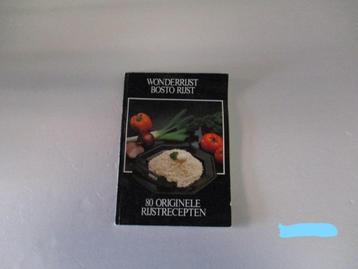 WONDERRIJST
BOSTO RIJST
80 ORIGINELE
RIJSTRECEPTEN